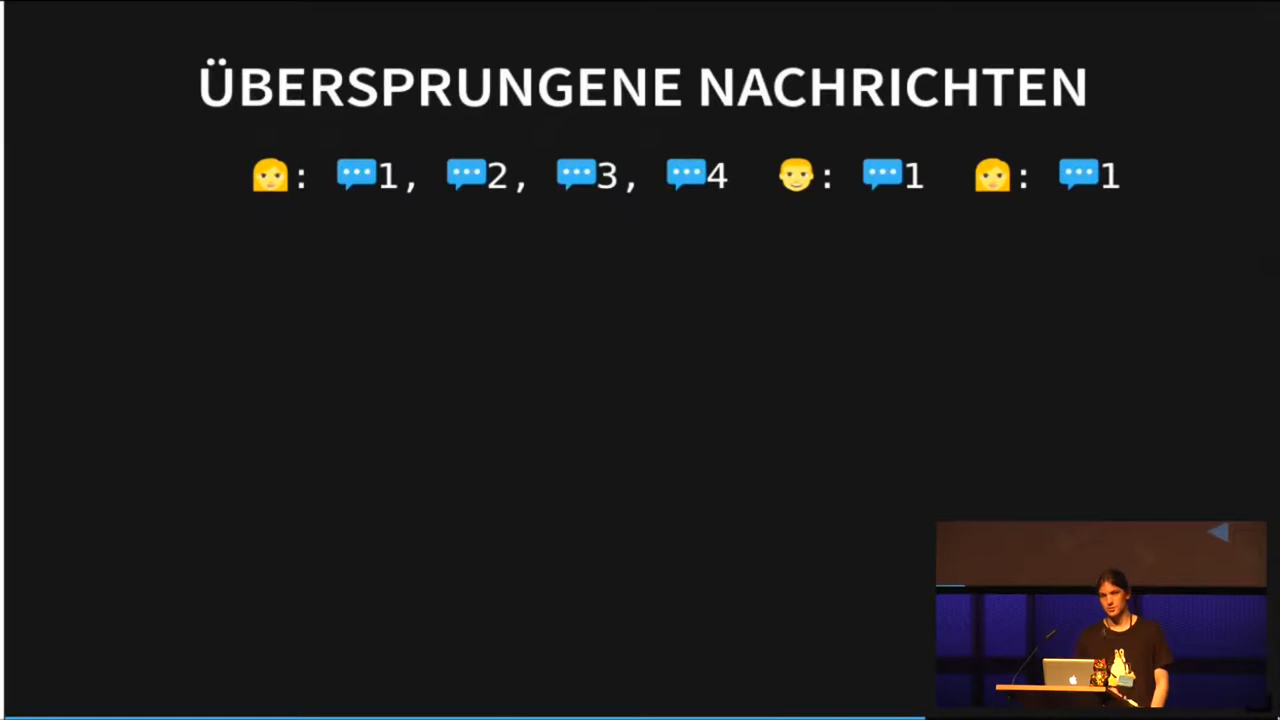 ÜBERSPRUNGENE NACHRICHTEN
👩: 💬1, 💬2, 💬3, 💬4 👨: 💬1 👩: 💬1